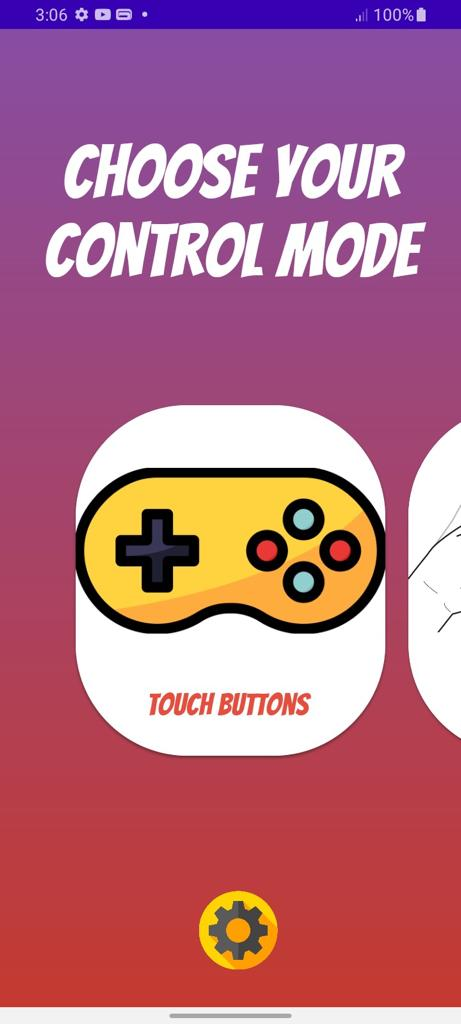 3:06 100%
CHOOSE YOUR
CONTROL MODE
TOUCH BUTTONS